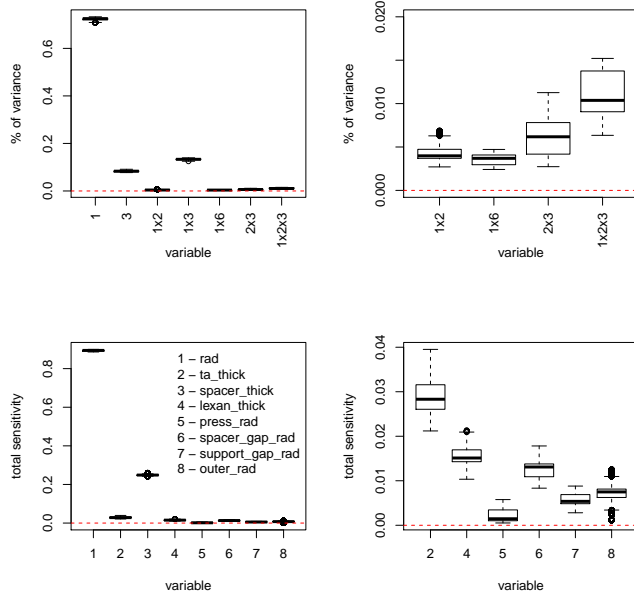 % of variance
0.0
0.2
0.4
0.6
1
3
1x2
1x3
1x6
2x3
1x2x3
variable
% of variance
0.000
0.010
0.020
1x2
1x6
2x3
1x2x3
variable
total sensitivity
0.0
0.2
0.4
0.6
0.8
1 – rad
2 – ta_thick
3 – spacer_thick
4 – lexan_thick
5 – press_rad
6 – spacer_gap_rad
7 – support_gap_rad
8 – outer_rad
1 2 3 4 5 6 7 8
variable
total sensitivity
0.00
0.01
0.02
0.03
0.04
2 4 5 6 7 8
variable